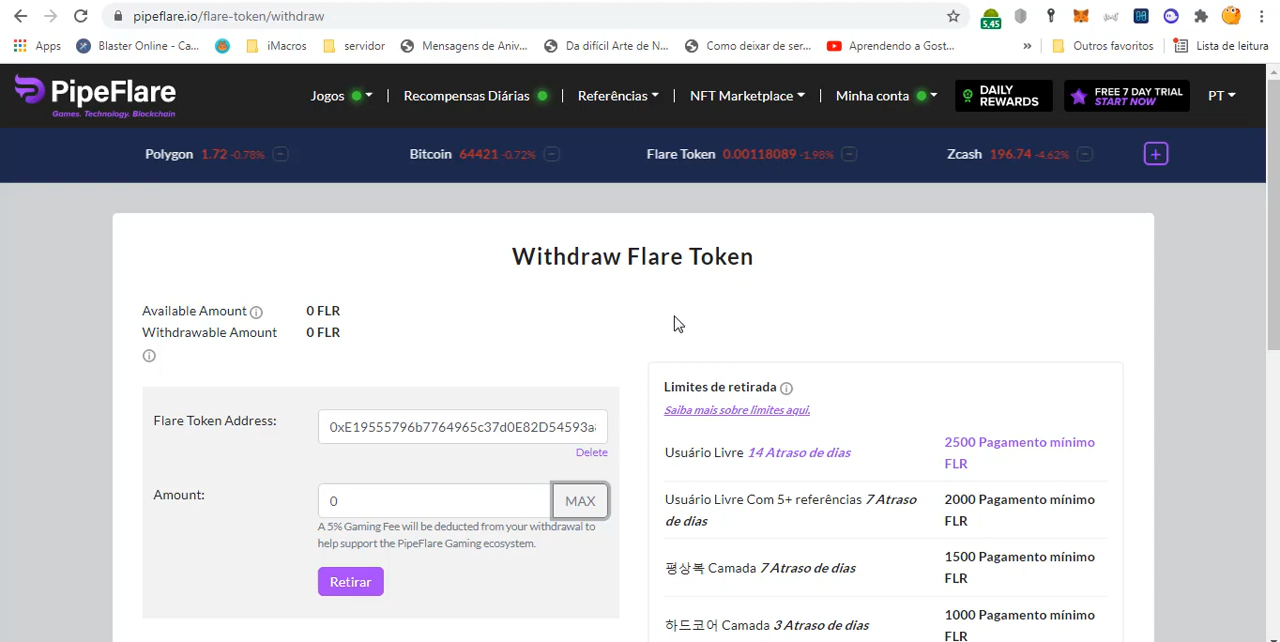 pipeflare.io/flare-token/withdraw
5.45
Apps Blaster Online - Ca... iMacros servidor Mensagens de Aniv... Da difícil Arte de N... Como deixar de ser... Aprendendo a Gost... » Outros favoritos Lista de leitura
PipeFlare
Games. Technology. Blockchain
Jogos | Recompensas Diárias | Referências | NFT Marketplace | Minha conta
DAILY
REWARDS
FREE 7 DAY TRIAL
START NOW
PT
Polygon 1.72 -0.78% Bitcoin 64421 -0.72% Flare Token 0.00118089 -1.98% Zcash 196.74 -4.62%
Withdraw Flare Token
Available Amount 0 FLR
Withdrawable Amount 0 FLR
Flare Token Address: 0xE19555796b7764965c37d0E82D54593a
Delete
Amount: 0 MAX
A 5% Gaming Fee will be deducted from your withdrawal to
help support the PipeFlare Gaming ecosystem.
Retirar
Limites de retirada
Saiba mais sobre limites aqui.
Usuário Livre 14 Atraso de dias
2500 Pagamento mínimo
FLR
Usuário Livre Com 5+ referências 7 Atraso
de dias
2000 Pagamento mínimo
FLR
평상복 Camada 7 Atraso de dias
1500 Pagamento mínimo
FLR
하드코어 Camada 3 Atraso de dias
1000 Pagamento mínimo
FLR